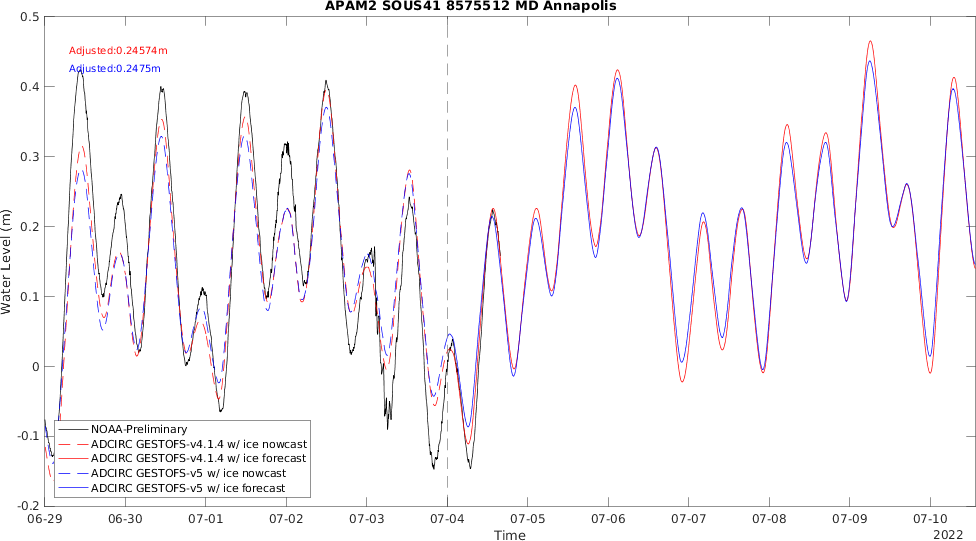 APAM2 SOUS41 8575512 MD Annapolis
0.5
Adjusted:0.24574m
Adjusted:0.2475m
0.4
0.3
0.2
0.1
0
-0.1
-0.2
Water Level (m)
NOAA-Preliminary
ADCIRC GESTOFS-v4.1.4 w/ ice nowcast
ADCIRC GESTOFS-v4.1.4 w/ ice forecast
ADCIRC GESTOFS-v5 w/ ice nowcast
ADCIRC GESTOFS-v5 w/ ice forecast
06-29 06-30 07-01 07-02 07-03 07-04 07-05 07-06 07-07 07-08 07-09 07-10
Time
2022